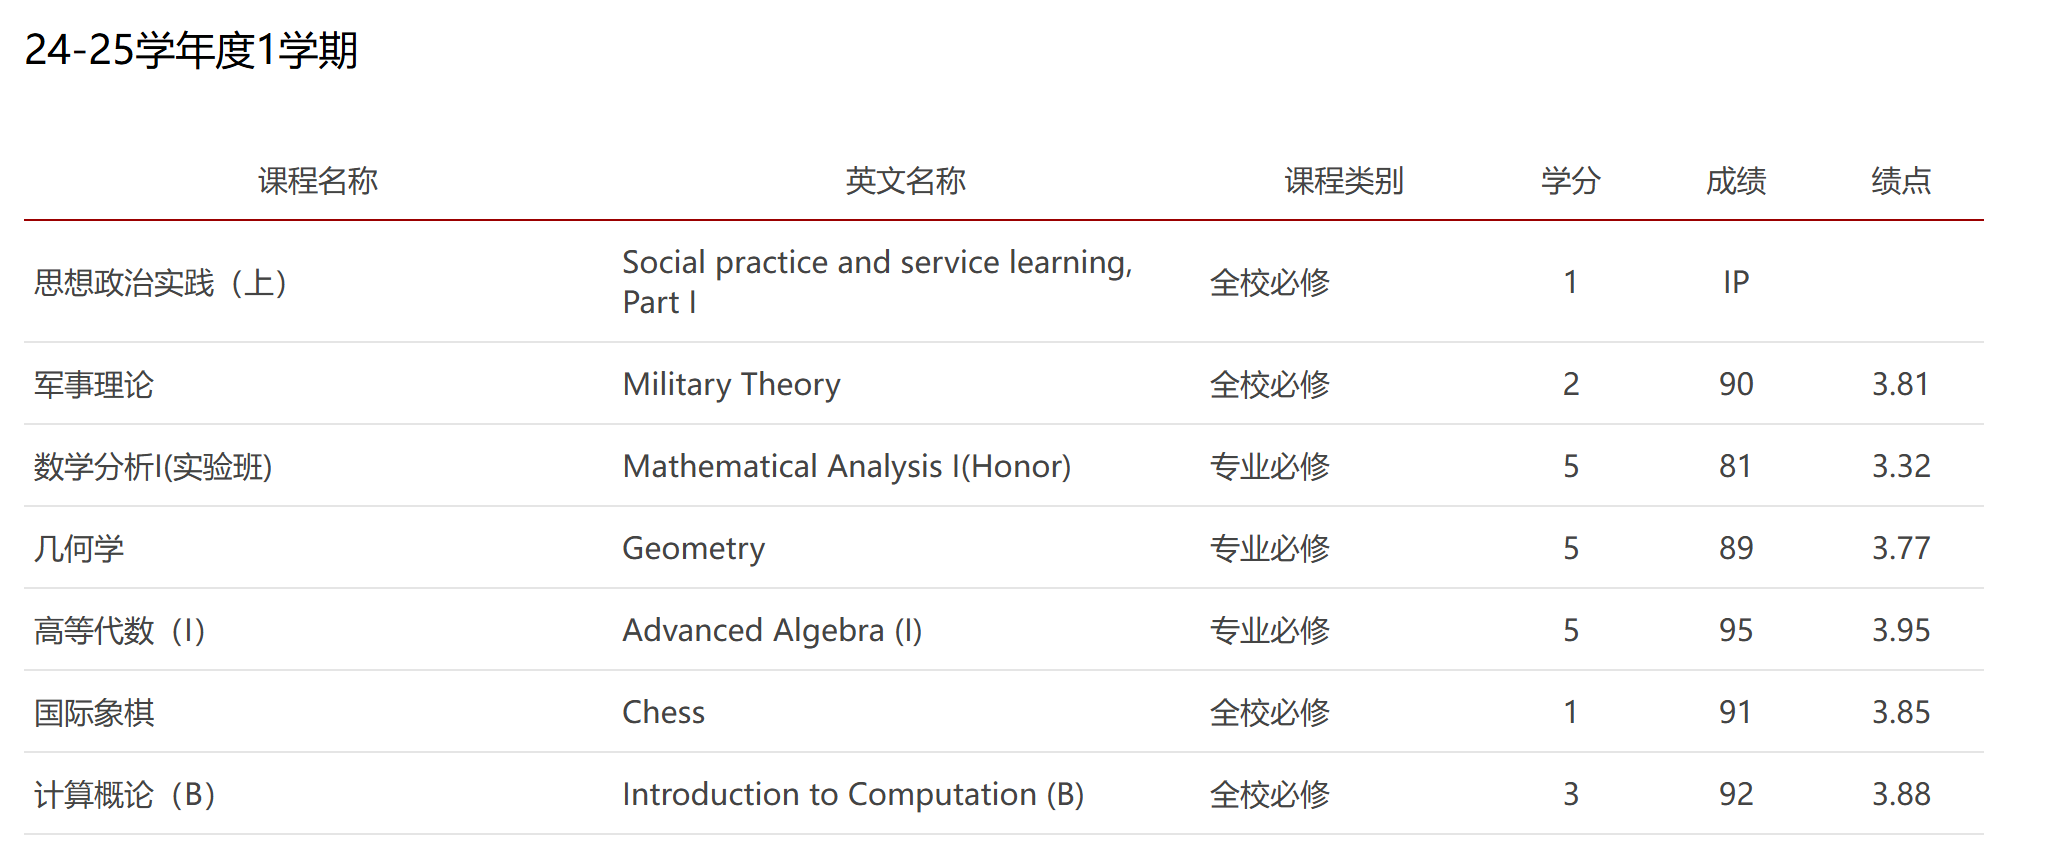 24-25学年度1学期
课程名称 英文名称 课程类别 学分 成绩 绩点
思想政治实践（上） Social practice and service learning, Part I 全校必修 1 IP
军事理论 Military Theory 全校必修 2 90 3.81
数学分析I(实验班) Mathematical Analysis I(Honor) 专业必修 5 81 3.32
几何学 Geometry 专业必修 5 89 3.77
高等代数（I） Advanced Algebra (I) 专业必修 5 95 3.95
国际象棋 Chess 全校必修 1 91 3.85
计算概论（B） Introduction to Computation (B) 全校必修 3 92 3.88